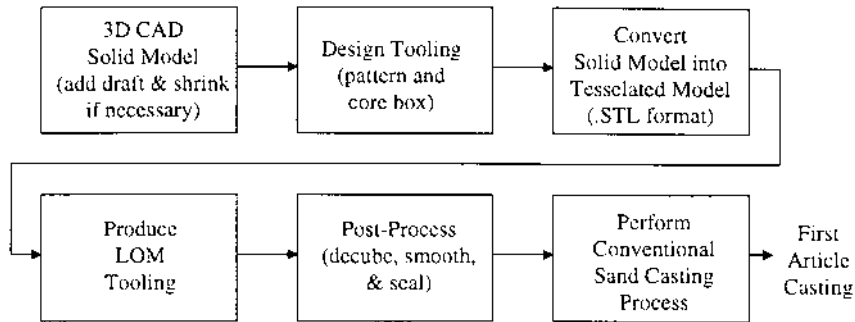 3D CAD
Solid Model
(add draft & shrink
if necessary)
Design Tooling
(pattern and
core box)
Convert
Solid Model into
Tesselated Model
(.STL format)
Produce
LOM
Tooling
Post-Process
(decube, smooth,
& seal)
Perform
Conventional
Sand Casting
Process
First
Article
Casting